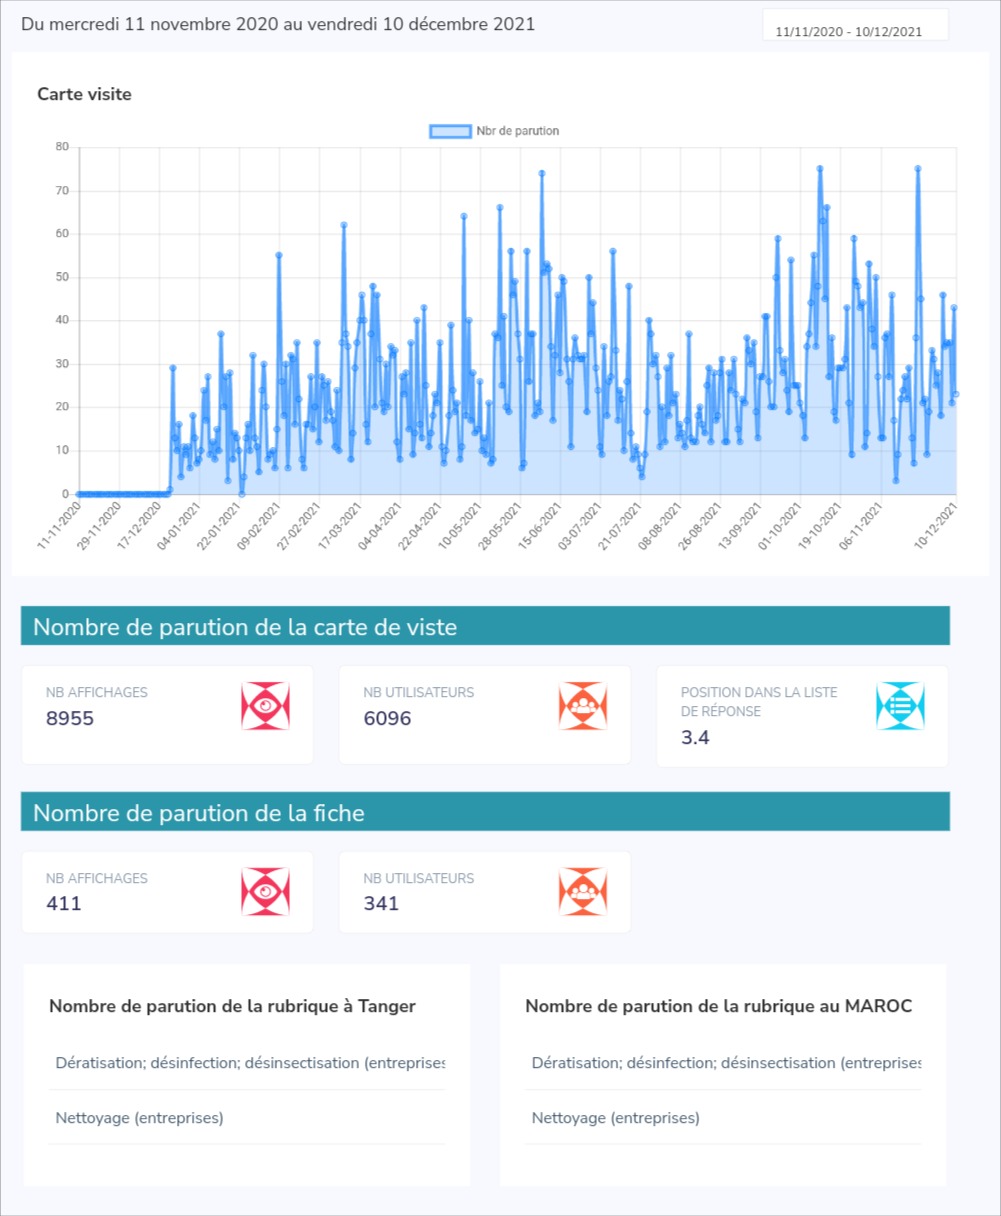 Du mercredi 11 novembre 2020 au vendredi 10 décembre 2021
11/11/2020 - 10/12/2021
Carte visite
Nbr de parution
80
70
60
50
40
30
20
10
0
11-11-2020
29-11-2020
17-12-2020
04-01-2021
22-01-2021
09-02-2021
27-02-2021
17-03-2021
04-04-2021
22-04-2021
10-05-2021
28-05-2021
15-06-2021
03-07-2021
21-07-2021
08-08-2021
26-08-2021
13-09-2021
01-10-2021
19-10-2021
06-11-2021
10-12-2021
Nombre de parution de la carte de viste
NB AFFICHAGES
8955
NB UTILISATEURS
6096
POSITION DANS LA LISTE
DE RÉPONSE
3.4
Nombre de parution de la fiche
NB AFFICHAGES
411
NB UTILISATEURS
341
Nombre de parution de la rubrique à Tanger
Dératisation; désinfection; désinsectisation (entreprises
Nettoyage (entreprises)
Nombre de parution de la rubrique au MAROC
Dératisation; désinfection; désinsectisation (entreprises
Nettoyage (entreprises)